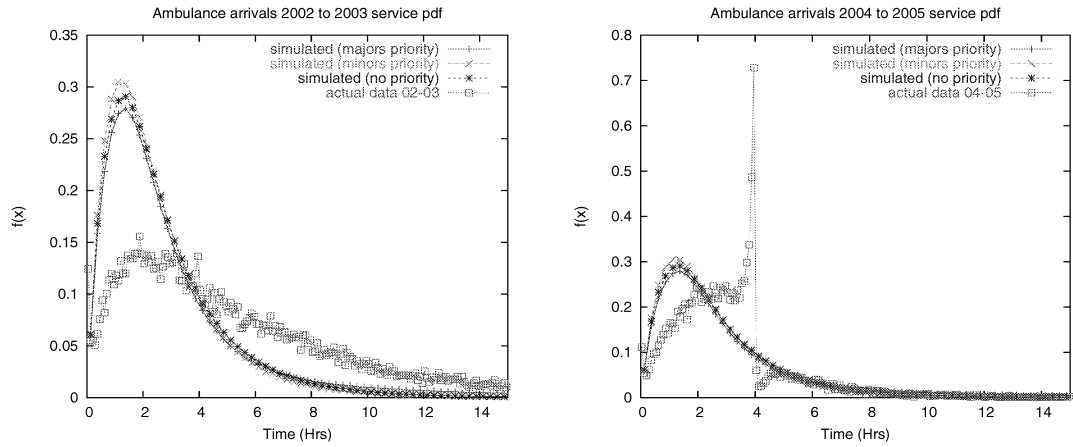 Ambulance arrivals 2002 to 2003 service pdf
0.35
0.3
0.25
0.2
0.15
0.1
0.05
0
f(x)
simulated (majors priority)
simulated (minors priority)
simulated (no priority)
actual data 02-03
0 2 4 6 8 10 12 14
Time (Hrs)
Ambulance arrivals 2004 to 2005 service pdf
0.8
0.7
0.6
0.5
0.4
0.3
0.2
0.1
0
f(x)
simulated (majors priority)
simulated (minors priority)
simulated (no priority)
actual data 04-05
0 2 4 6 8 10 12 14
Time (Hrs)